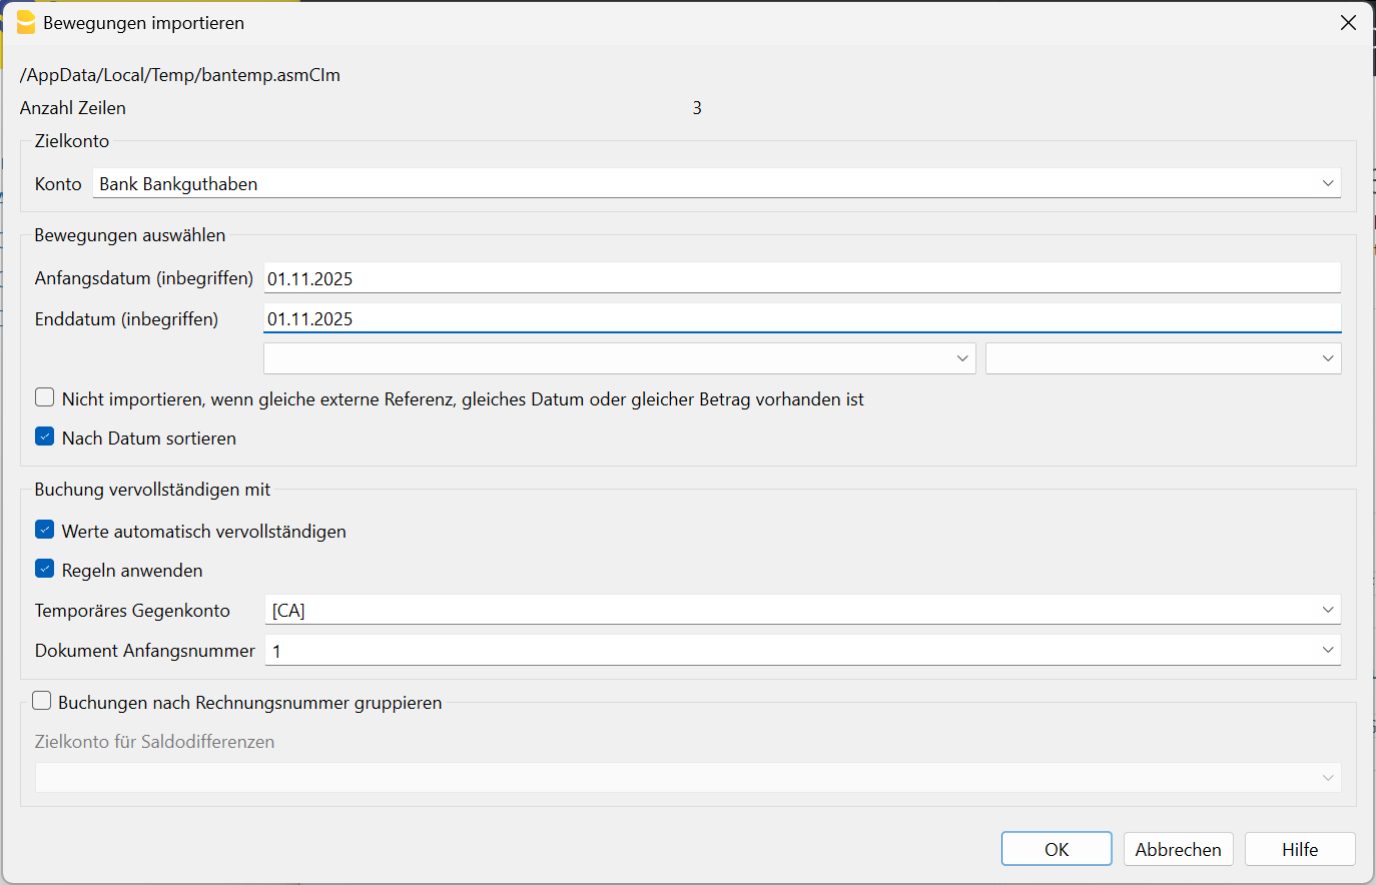 Bewegungen importieren
/AppData/Local/Temp/bantemp.asmClm
Anzahl Zeilen 3
Zielkonto
Konto Bank Bankguthaben
Bewegungen auswählen
Anfangsdatum (inbegriffen) 01.11.2025
Enddatum (inbegriffen) 01.11.2025
Nicht importieren, wenn gleiche externe Referenz, gleiches Datum oder gleicher Betrag vorhanden ist
Nach Datum sortieren
Buchung vervollständigen mit
Werte automatisch vervollständigen
Regeln anwenden
Temporäres Gegenkonto [CA]
Dokument Anfangsnummer 1
Buchungen nach Rechnungsnummer gruppieren
Zielkonto für Saldodifferenzen
OK Abbrechen Hilfe